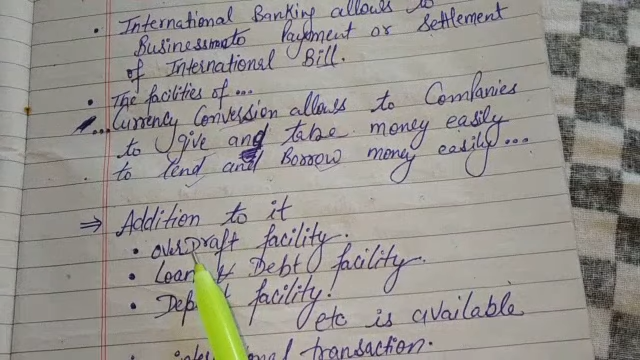 • International Banking allows to
Businessman to Payment or Settlement
of International Bill.
• The facilities of...
...Currency Convession allows to Companies
to give and take money easily
to lend and Borrow money easily...
⇒ Addition to it
• overDraft facility.
• Loan & Debt facility.
• facility.
etc is available
• transaction.